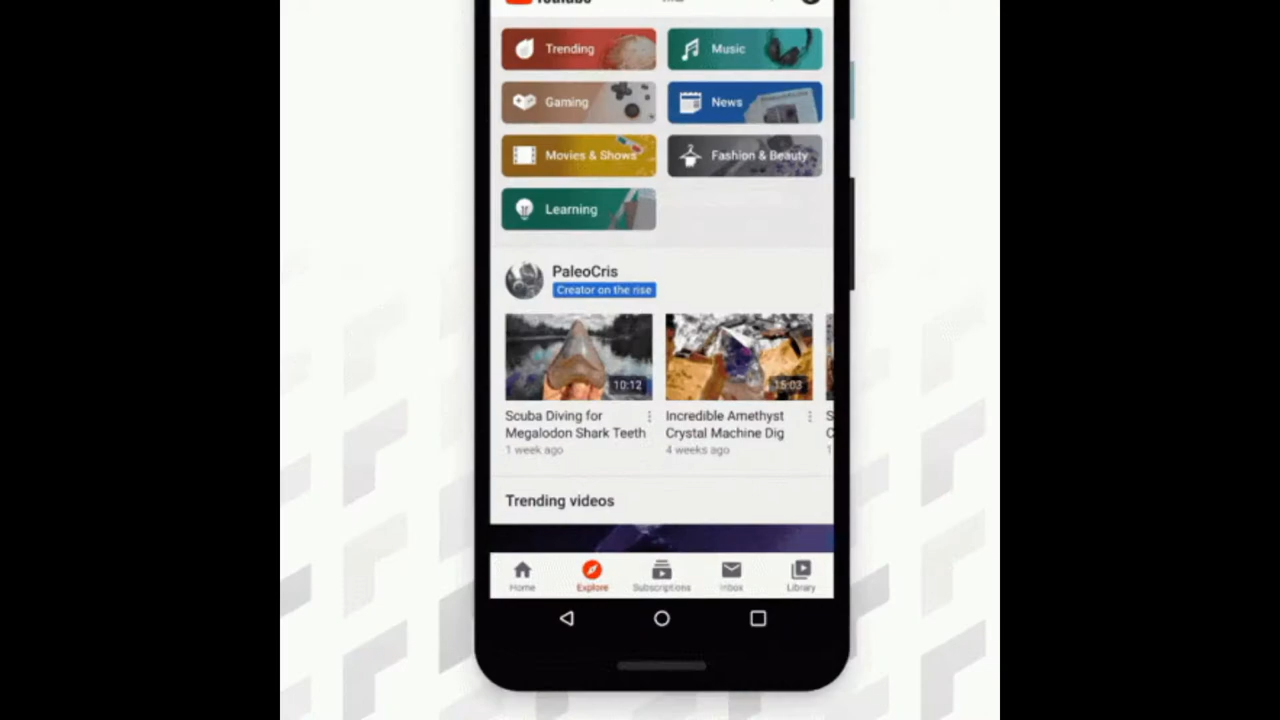 YouTube
Trending
Music
Gaming
News
Movies & Shows
Fashion & Beauty
Learning
PaleoCris
Creator on the rise
10:12
15:03
Scuba Diving for
Megalodon Shark Teeth
1 week ago
Incredible Amethyst
Crystal Machine Dig
4 weeks ago
S
C
1
Trending videos
Home
Explore
Subscriptions
Inbox
Library